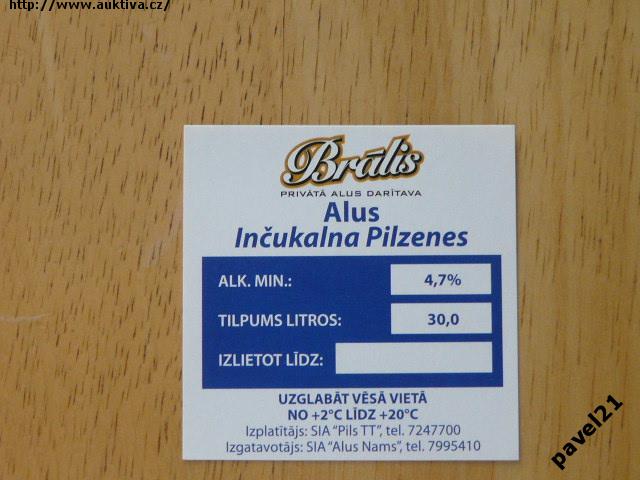 http://www.auktiva.cz/
Brālis
PRIVĀTĀ ALUS DARĪTAVA
Alus
Inčukalna Pilzenes
ALK. MIN.: 4,7%
TILPUMS LITROS: 30,0
IZLIETOT LĪDZ:
UZGLABĀT VĒSĀ VIETĀ
NO +2°C LĪDZ +20°C
Izplatītājs: SIA "Pils TT", tel. 7247700
Izgatavotājs: SIA "Alus Nams", tel. 7995410
pavel21